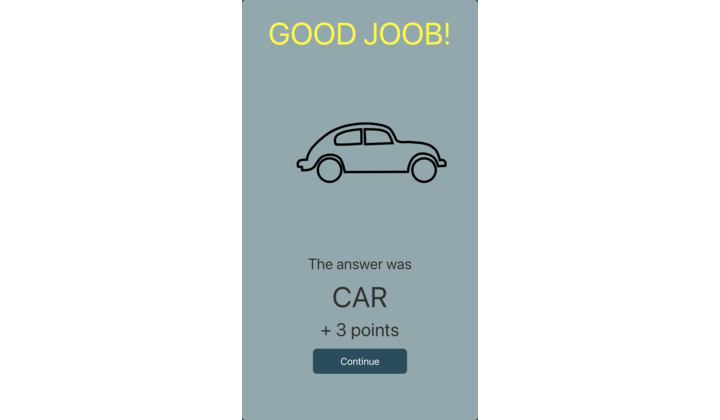 GOOD JOOB!
The answer was
CAR
+ 3 points
Continue